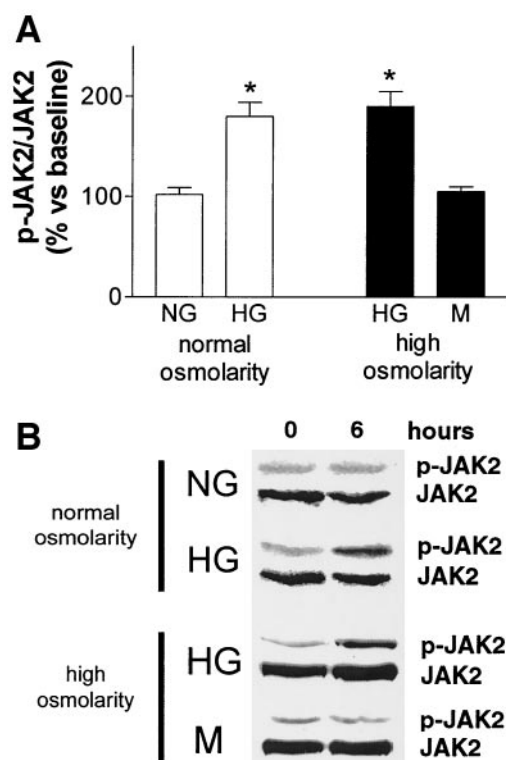 A
p-JAK2/JAK2
(% vs baseline)
200
100
0
* *
NG HG HG M
normal osmolarity
high osmolarity
B
0 6 hours
NG p-JAK2
JAK2
normal osmolarity
HG p-JAK2
JAK2
HG p-JAK2
JAK2
high osmolarity
M p-JAK2
JAK2